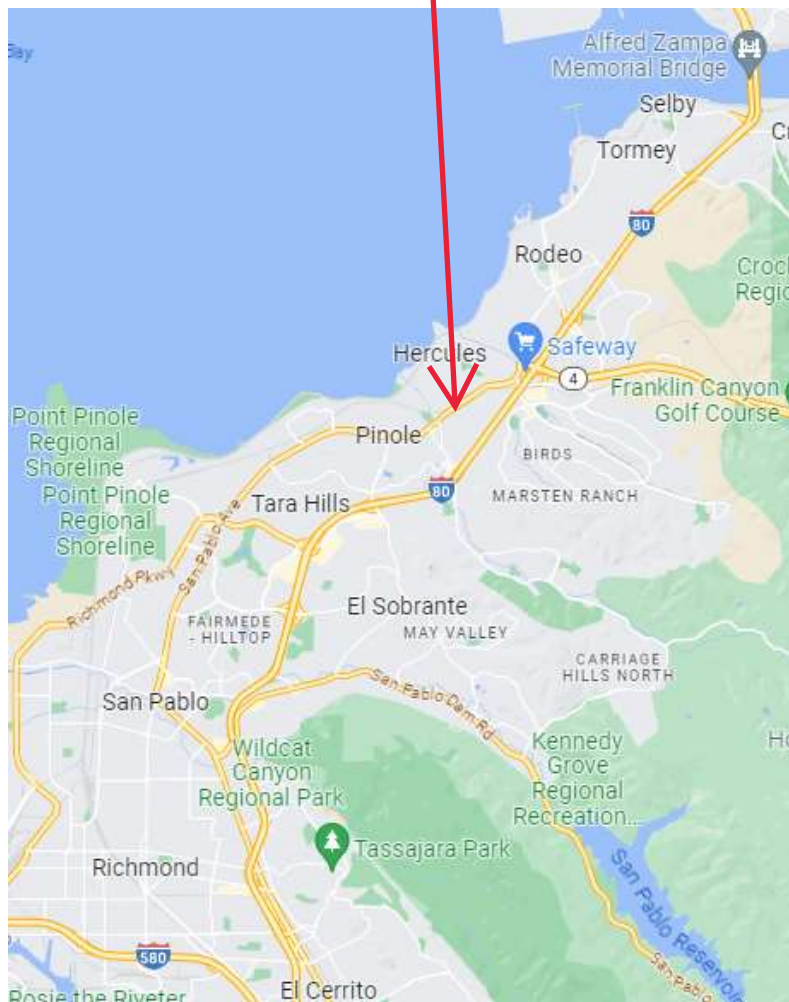 Bay
Alfred Zampa
Memorial Bridge
Selby
Tormey
80
Rodeo
Hercules
Safeway
4
Franklin Canyon
Golf Course
Point Pinole
Regional
Shoreline
Pinole
BIRDS
80
MARSTEN RANCH
Point Pinole
Regional
Shoreline
Tara Hills
San Pablo Ave
Richmond Pkwy
El Sobrante
FAIRMEDE
- HILLTOP
MAY VALLEY
CARRIAGE
HILLS NORTH
San Pablo
San Pablo Dam Rd
Wildcat
Canyon
Regional Park
Kennedy
Grove
Regional
Recreation...
Tassajara Park
Richmond
San Pablo
580
El Cerrito
Rosie the Riveter